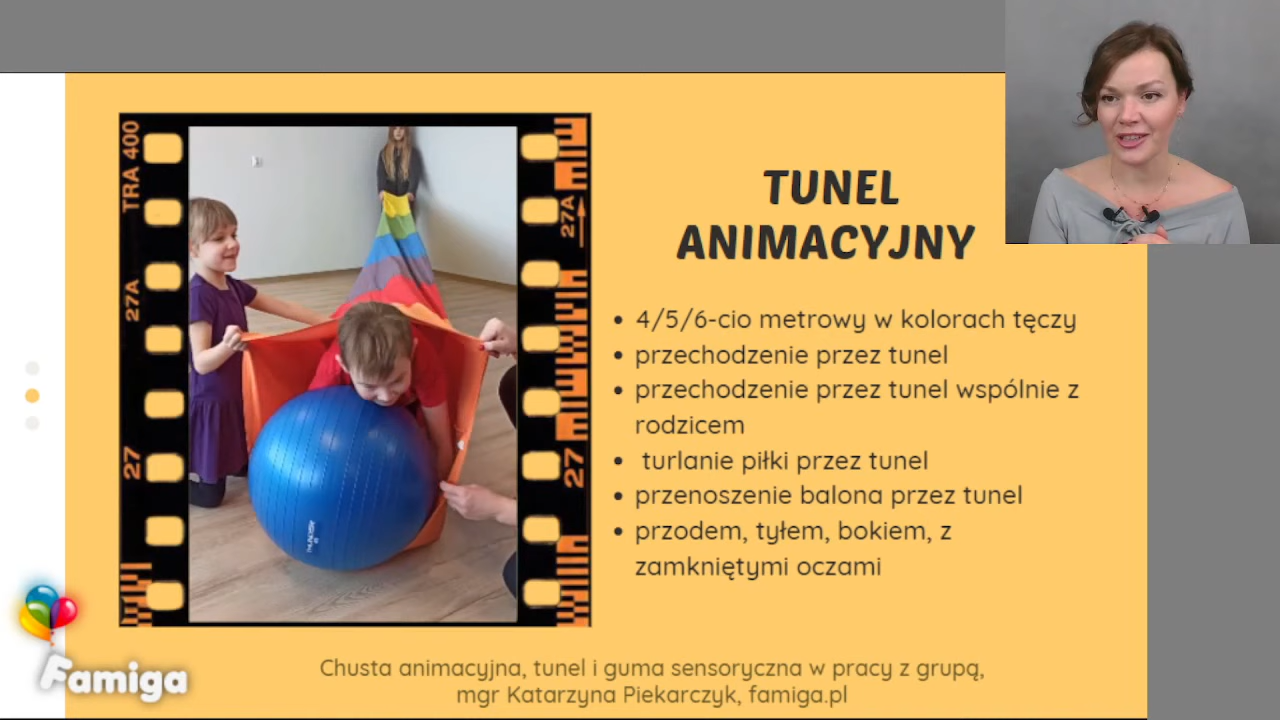 TUNEL
ANIMACYJNY
4/5/6-cio metrowy w kolorach tęczy
przechodzenie przez tunel
przechodzenie przez tunel wspólnie z
rodzicem
turlanie piłki przez tunel
przenoszenie balona przez tunel
przodem, tyłem, bokiem, z
zamkniętymi oczami
TRA 400
27A
27
27A
27
Chusta animacyjna, tunel i guma sensoryczna w pracy z grupą,
mgr Katarzyna Piekarczyk, famiga.pl
Famiga